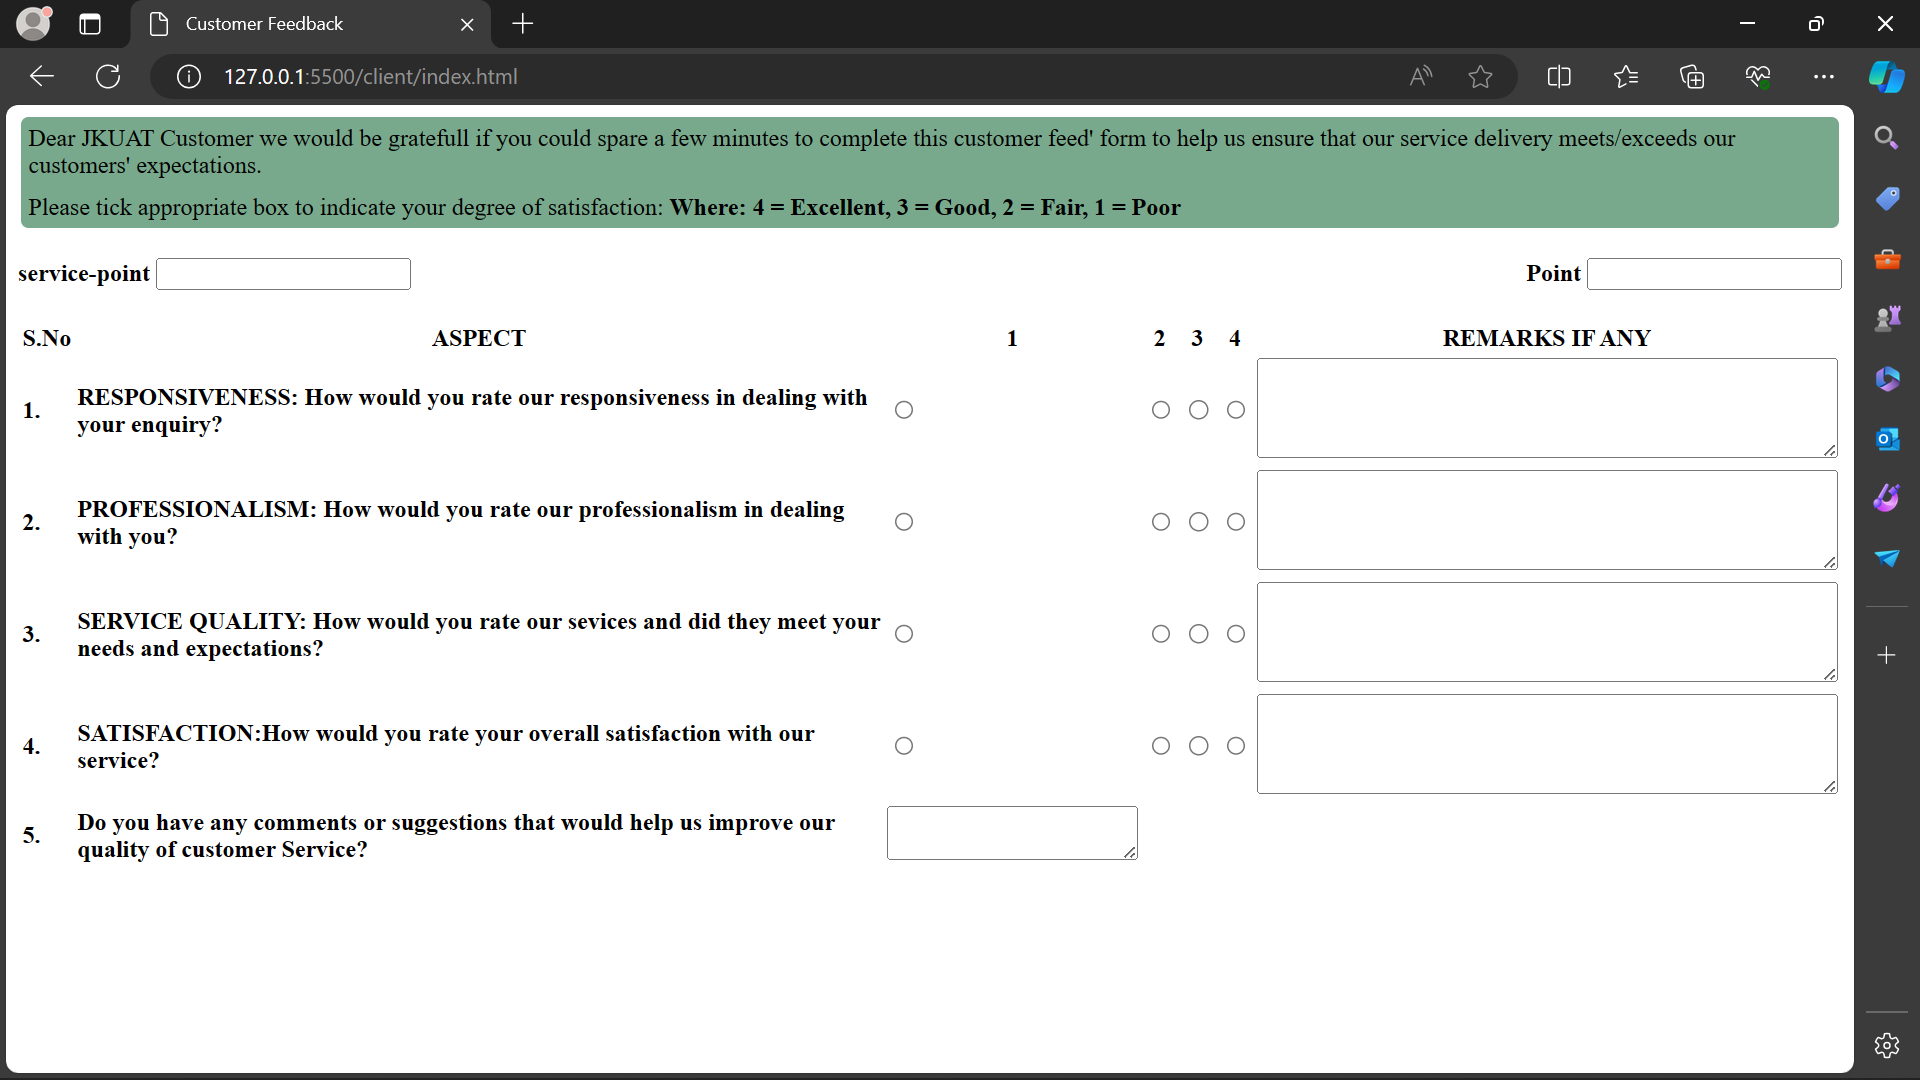 Customer Feedback
127.0.0.1:5500/client/index.html
Dear JKUAT Customer we would be gratefull if you could spare a few minutes to complete this customer feed' form to help us ensure that our service delivery meets/exceeds our
customers' expectations.
Please tick appropriate box to indicate your degree of satisfaction: Where: 4 = Excellent, 3 = Good, 2 = Fair, 1 = Poor
service-point Point
S.No ASPECT 1 2 3 4 REMARKS IF ANY
1. RESPONSIVENESS: How would you rate our responsiveness in dealing with
your enquiry?
2. PROFESSIONALISM: How would you rate our professionalism in dealing
with you?
3. SERVICE QUALITY: How would you rate our sevices and did they meet your
needs and expectations?
4. SATISFACTION:How would you rate your overall satisfaction with our
service?
5. Do you have any comments or suggestions that would help us improve our
quality of customer Service?